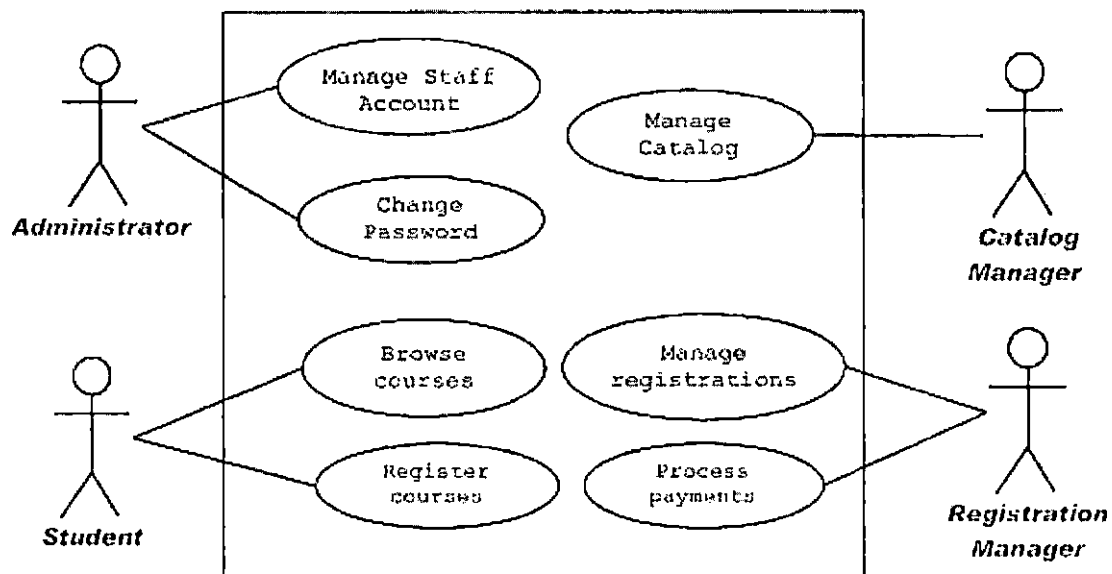 Manage Staff
Account
Manage
Catalog
Change
Password
Administrator
Catalog
Manager
Browse
courses
Manage
registrations
Register
courses
Process
payments
Student
Registration
Manager